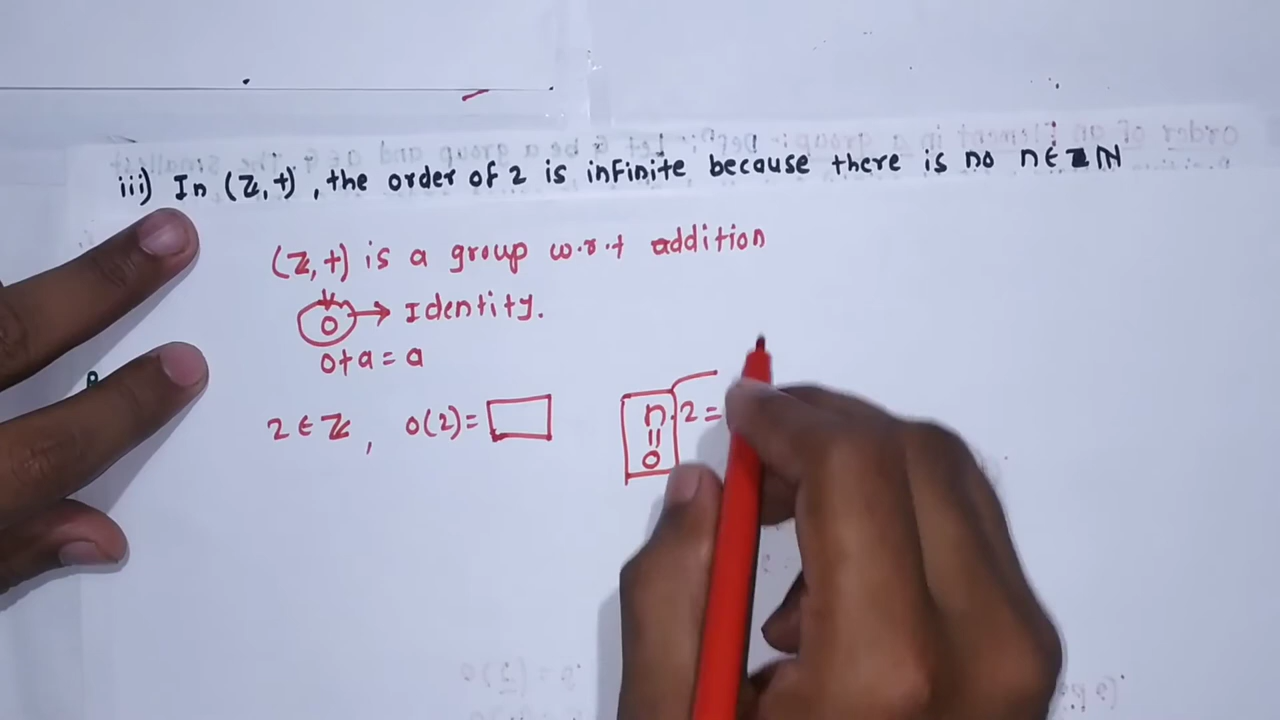 iii) In (Z,+), the order of 2 is infinite because there is no n∈ℕ
(Z,+) is a group w.r.t addition
0 → Identity.
0+a=a
2∈Z, 0(2)=
n.2=
=
0